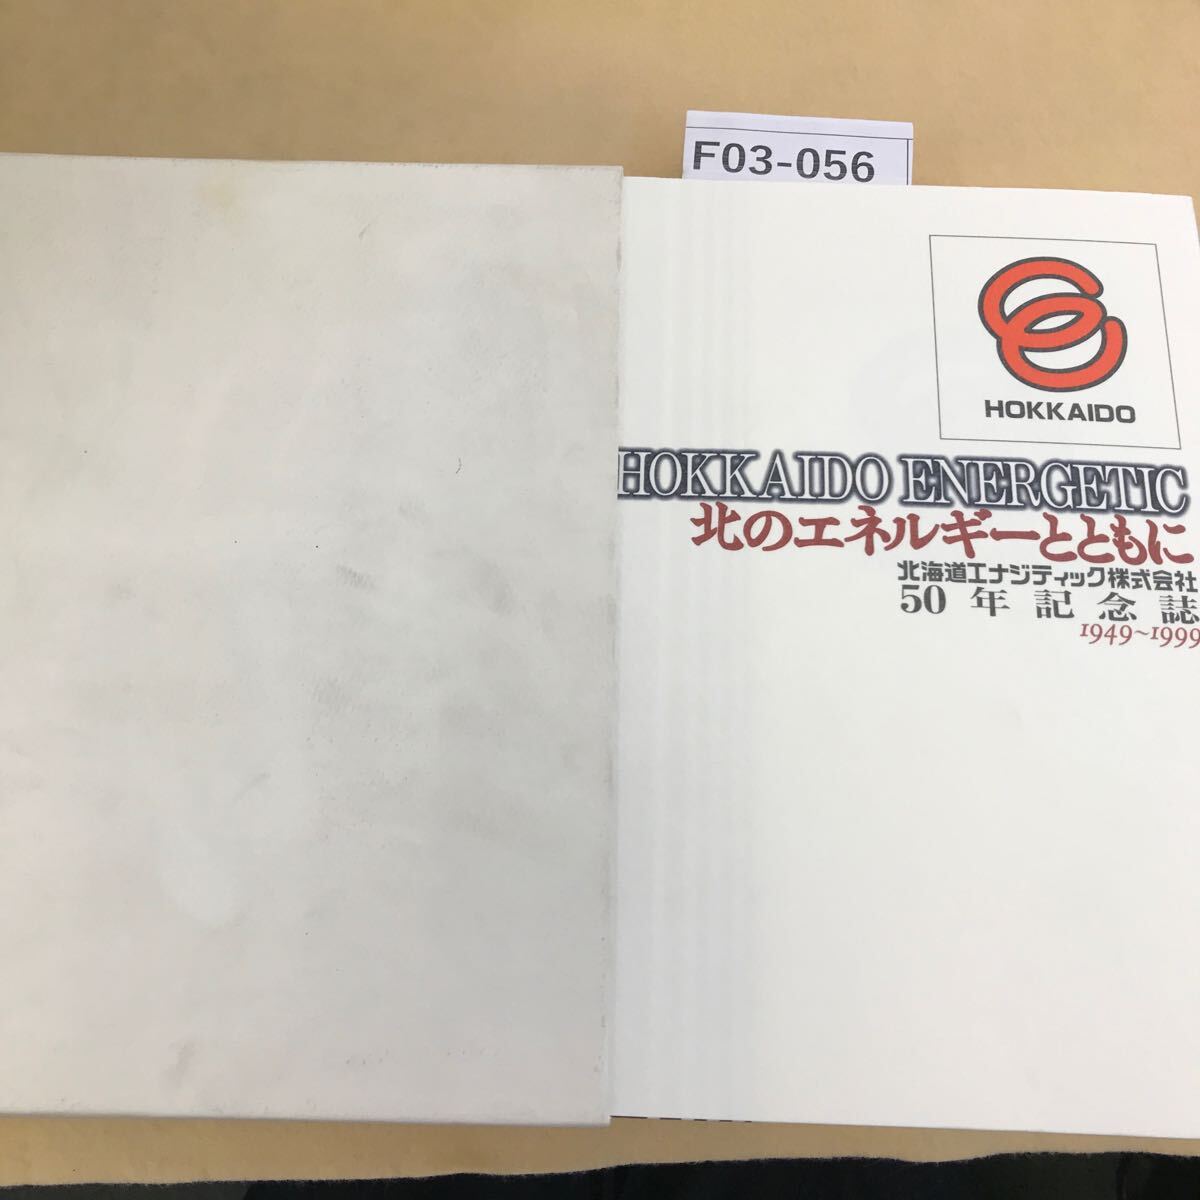 F03-056
HOKKAIDO
HOKKAIDO ENERGETIC
北のエネルギーとともに
北海道エナジティック株式会社
50年記念誌
1949~1999